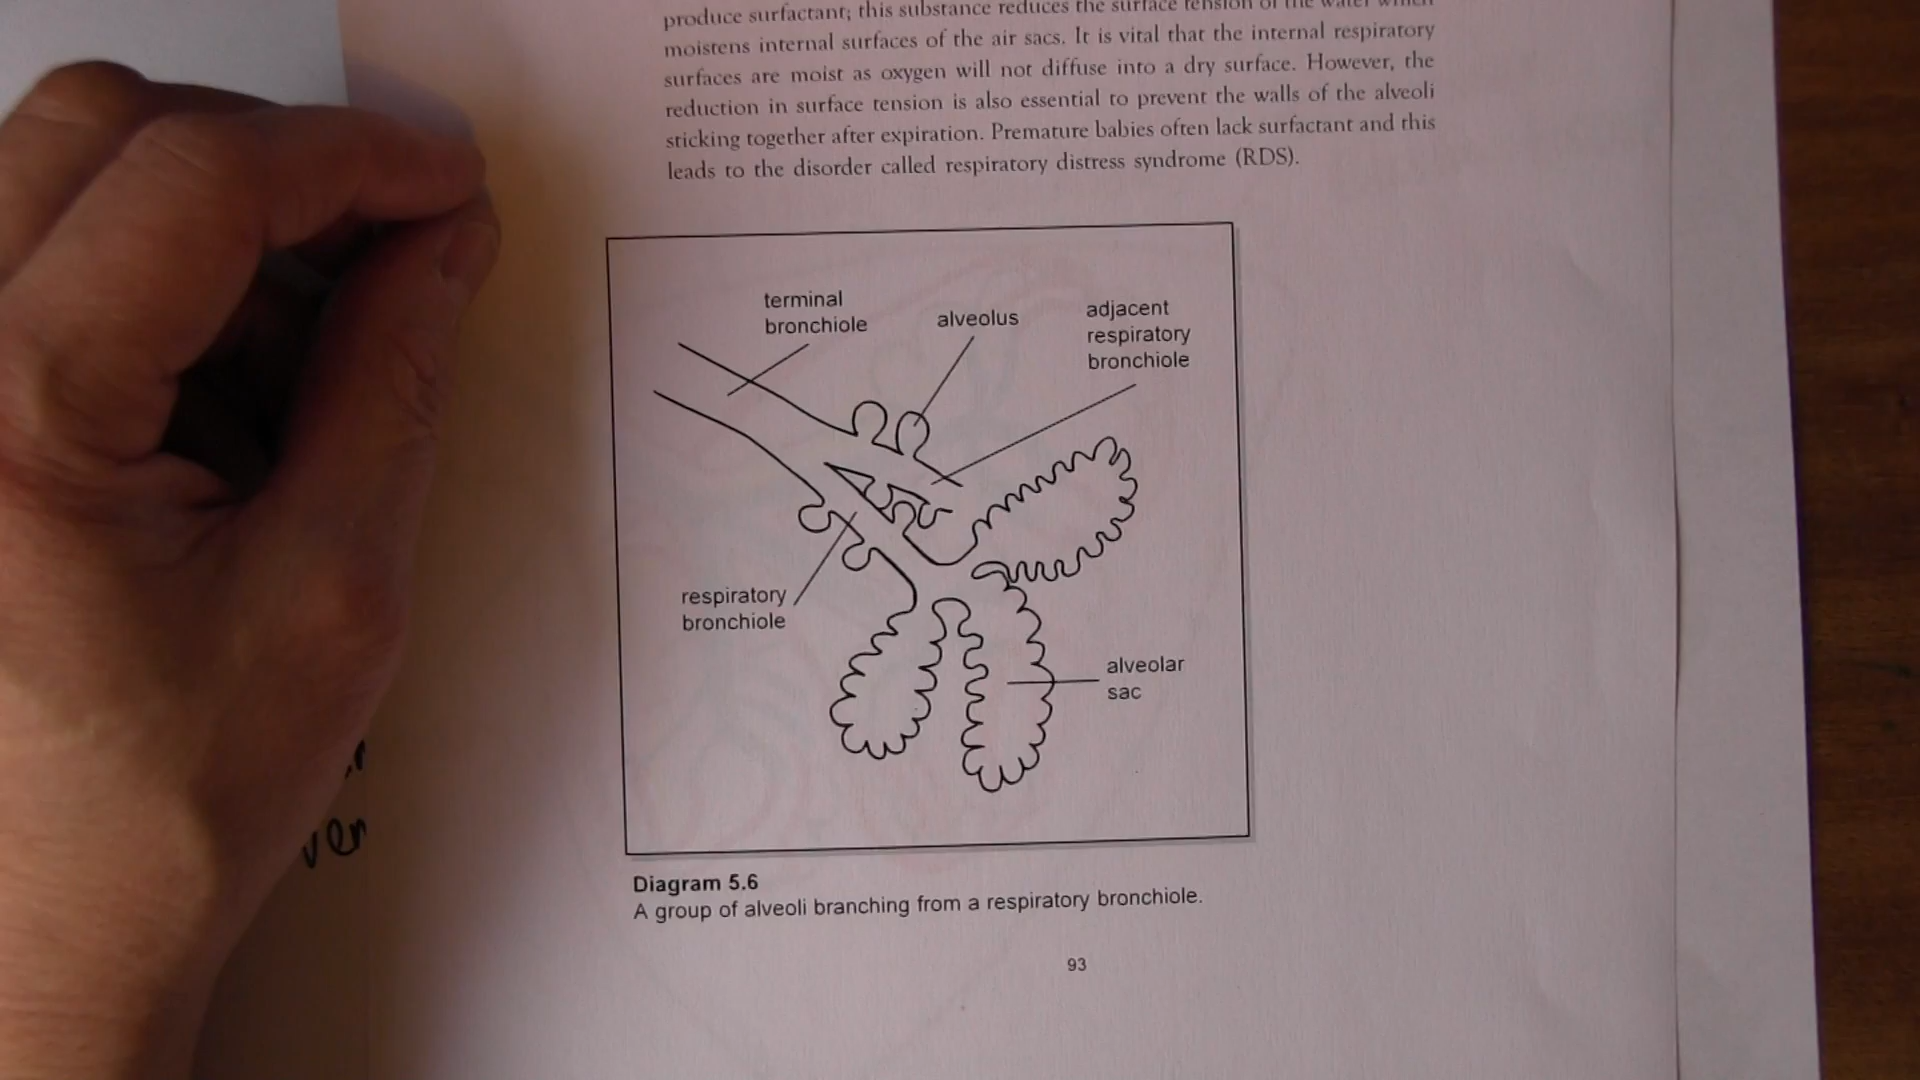 produce surfactant; this substance reduces the surface tension of the water which
moistens internal surfaces of the air sacs. It is vital that the internal respiratory
surfaces are moist as oxygen will not diffuse into a dry surface. However, the
reduction in surface tension is also essential to prevent the walls of the alveoli
sticking together after expiration. Premature babies often lack surfactant and this
leads to the disorder called respiratory distress syndrome (RDS).
terminal
bronchiole
alveolus
adjacent
respiratory
bronchiole
respiratory
bronchiole
alveolar
sac
Diagram 5.6
A group of alveoli branching from a respiratory bronchiole.
93